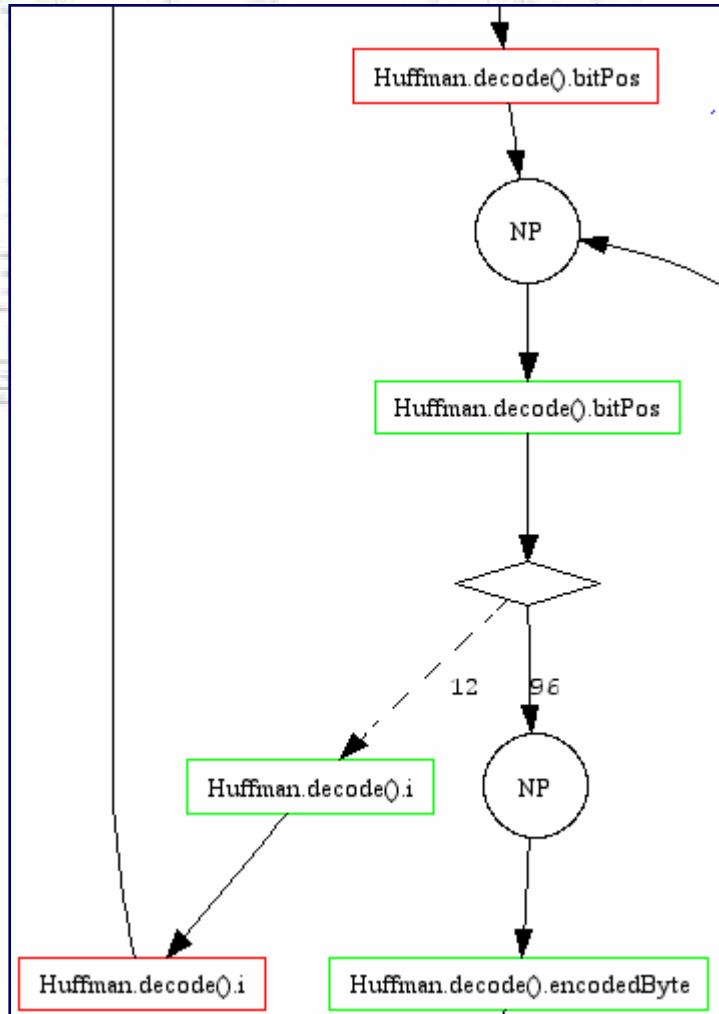 Huffman.decode().bitPos
NP
Huffman.decode().bitPos
12
96
Huffman.decode().i
NP
Huffman.decode().i
Huffman.decode().encodedByte